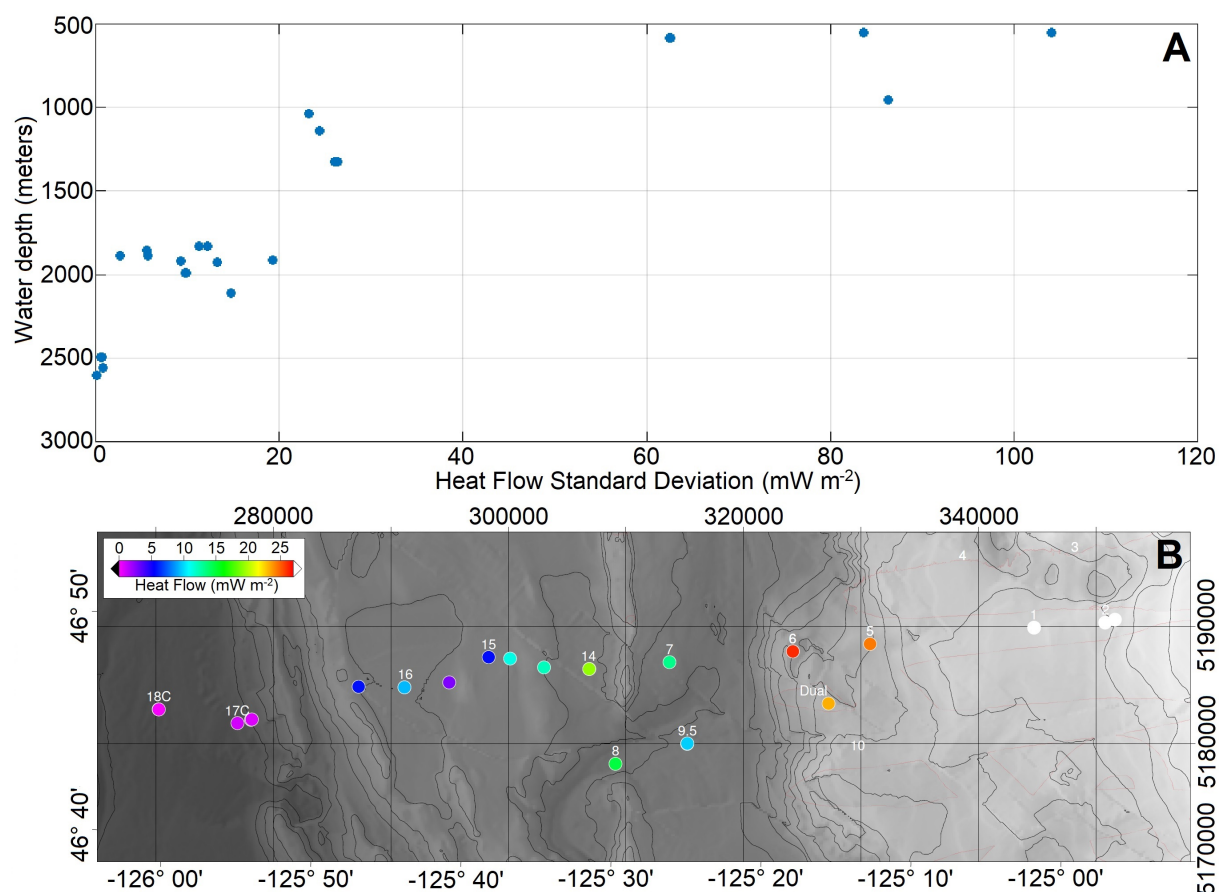 A
500
1000
1500
2000
2500
3000
Water depth (meters)
0 20 40 60 80 100 120
Heat Flow Standard Deviation (mW m-2)
280000 300000 320000 340000
B
0 5 10 15 20 25
Heat Flow (mW m-2)
46° 50'
46° 40'
5190000
5180000
5170000
4 3
1 2
5
6
7
15
14
16
Dual
18C
17C
9.5
10
8
-126° 00' -125° 50' -125° 40' -125° 30' -125° 20' -125° 10' -125° 00'